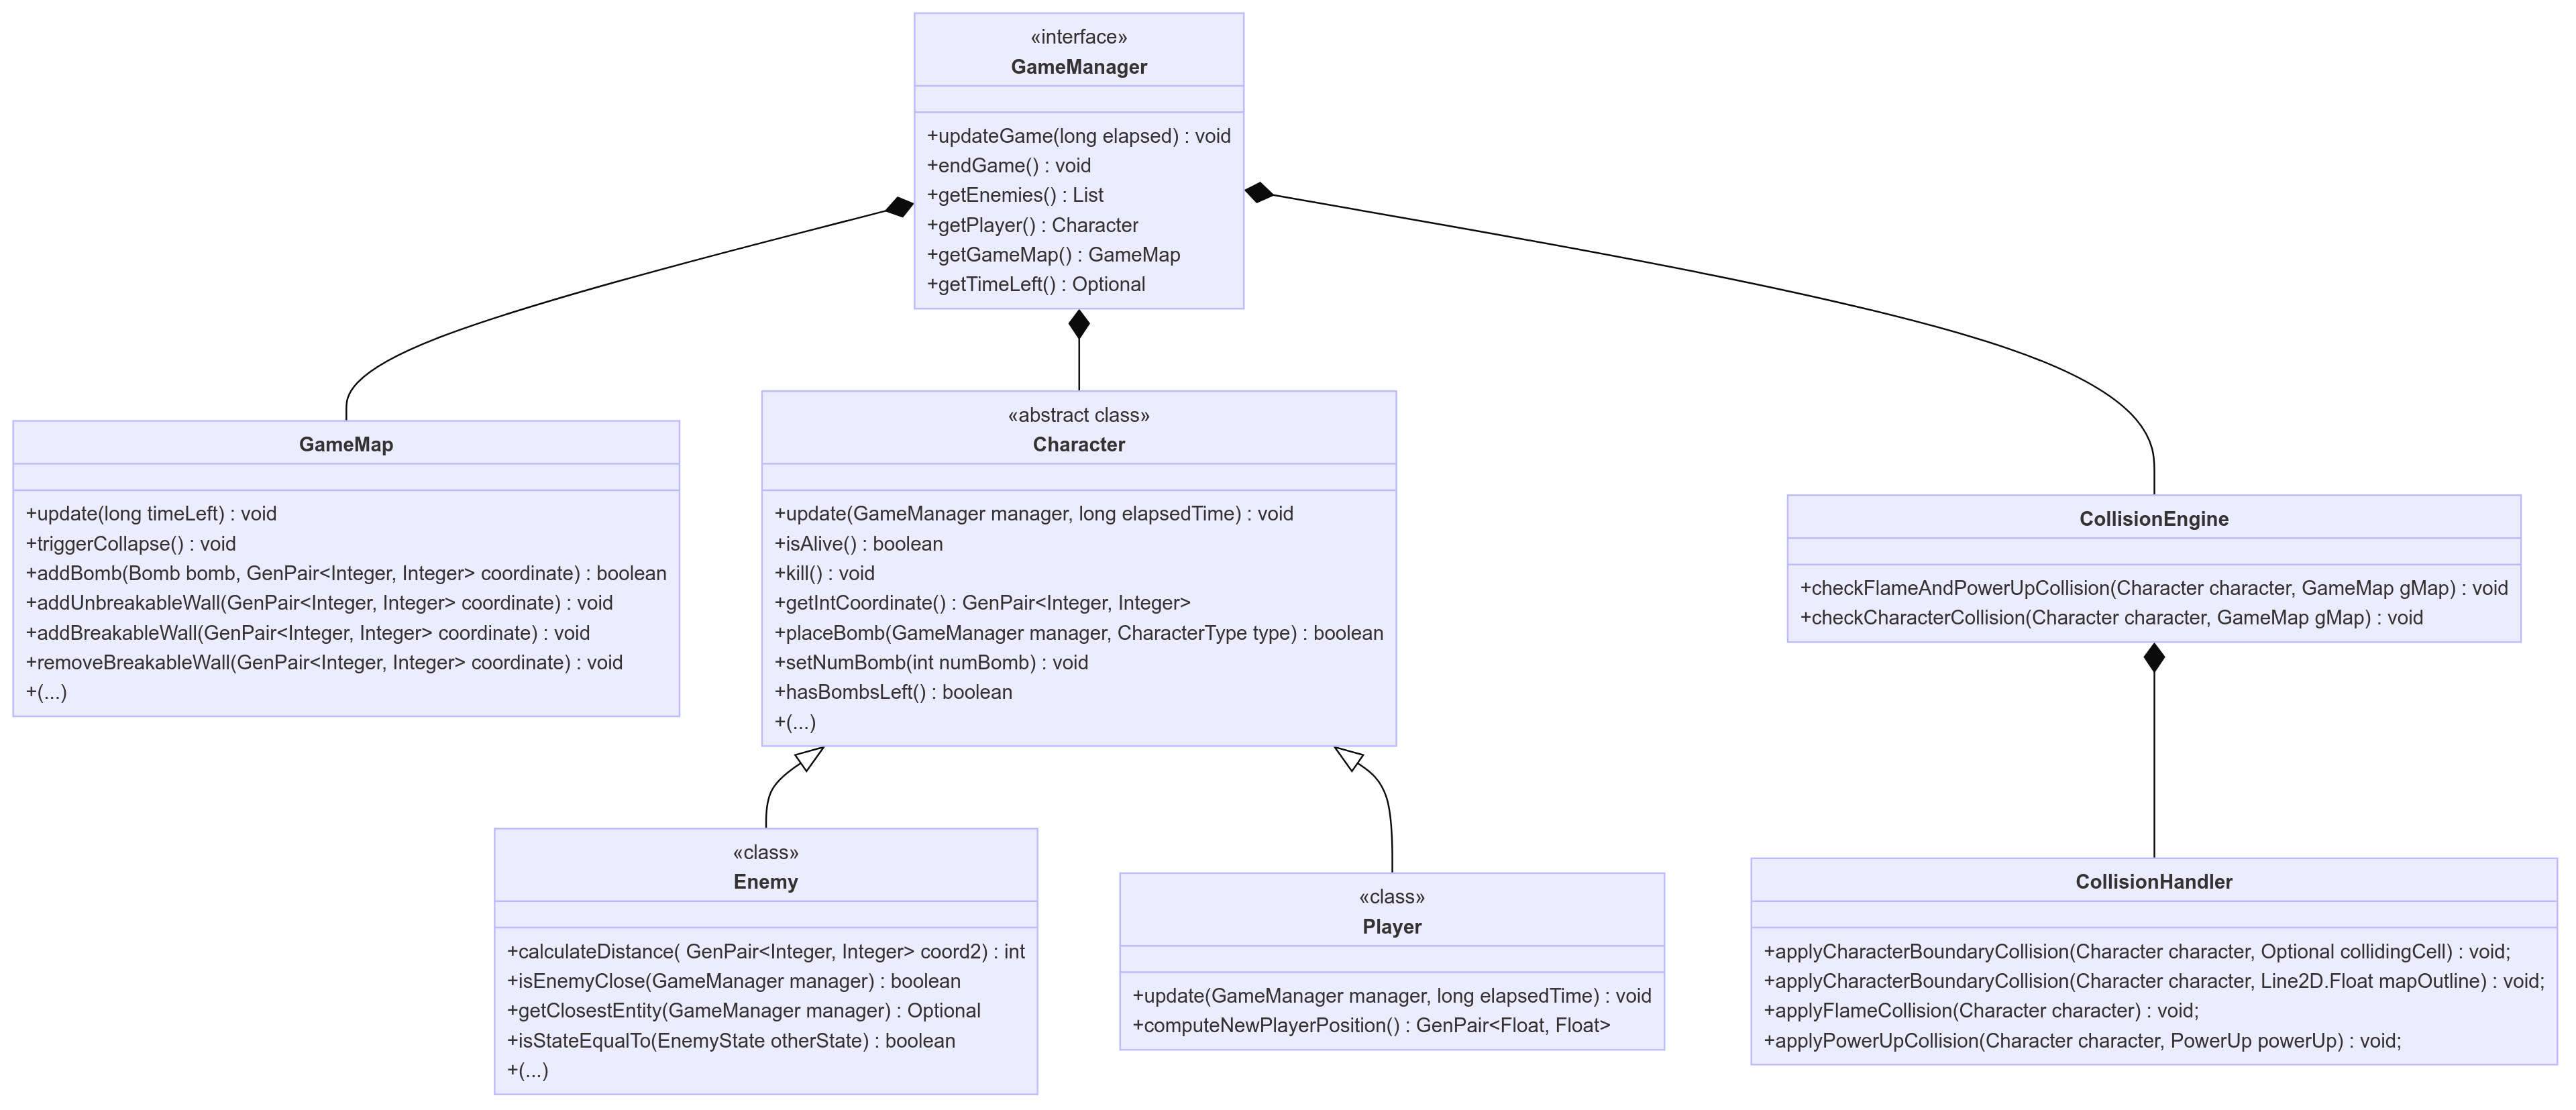 «interface»
GameManager
+updateGame(long elapsed) : void
+endGame() : void
+getEnemies() : List
+getPlayer() : Character
+getGameMap() : GameMap
+getTimeLeft() : Optional
GameMap
+update(long timeLeft) : void
+triggerCollapse() : void
+addBomb(Bomb bomb, GenPair<Integer, Integer> coordinate) : boolean
+addUnbreakableWall(GenPair<Integer, Integer> coordinate) : void
+addBreakableWall(GenPair<Integer, Integer> coordinate) : void
+removeBreakableWall(GenPair<Integer, Integer> coordinate) : void
+(...)
«abstract class»
Character
+update(GameManager manager, long elapsedTime) : void
+isAlive() : boolean
+kill() : void
+getIntCoordinate() : GenPair<Integer, Integer>
+placeBomb(GameManager manager, CharacterType type) : boolean
+setNumBomb(int numBomb) : void
+hasBombsLeft() : boolean
+(...)
CollisionEngine
+checkFlameAndPowerUpCollision(Character character, GameMap gMap) : void
+checkCharacterCollision(Character character, GameMap gMap) : void
«class»
Enemy
+calculateDistance( GenPair<Integer, Integer> coord2) : int
+isEnemyClose(GameManager manager) : boolean
+getClosestEntity(GameManager manager) : Optional
+isStateEqualTo(EnemyState otherState) : boolean
+(...)
«class»
Player
+update(GameManager manager, long elapsedTime) : void
+computeNewPlayerPosition() : GenPair<Float, Float>
CollisionHandler
+applyCharacterBoundaryCollision(Character character, Optional collidingCell) : void;
+applyCharacterBoundaryCollision(Character character, Line2D.Float mapOutline) : void;
+applyFlameCollision(Character character) : void;
+applyPowerUpCollision(Character character, PowerUp powerUp) : void;